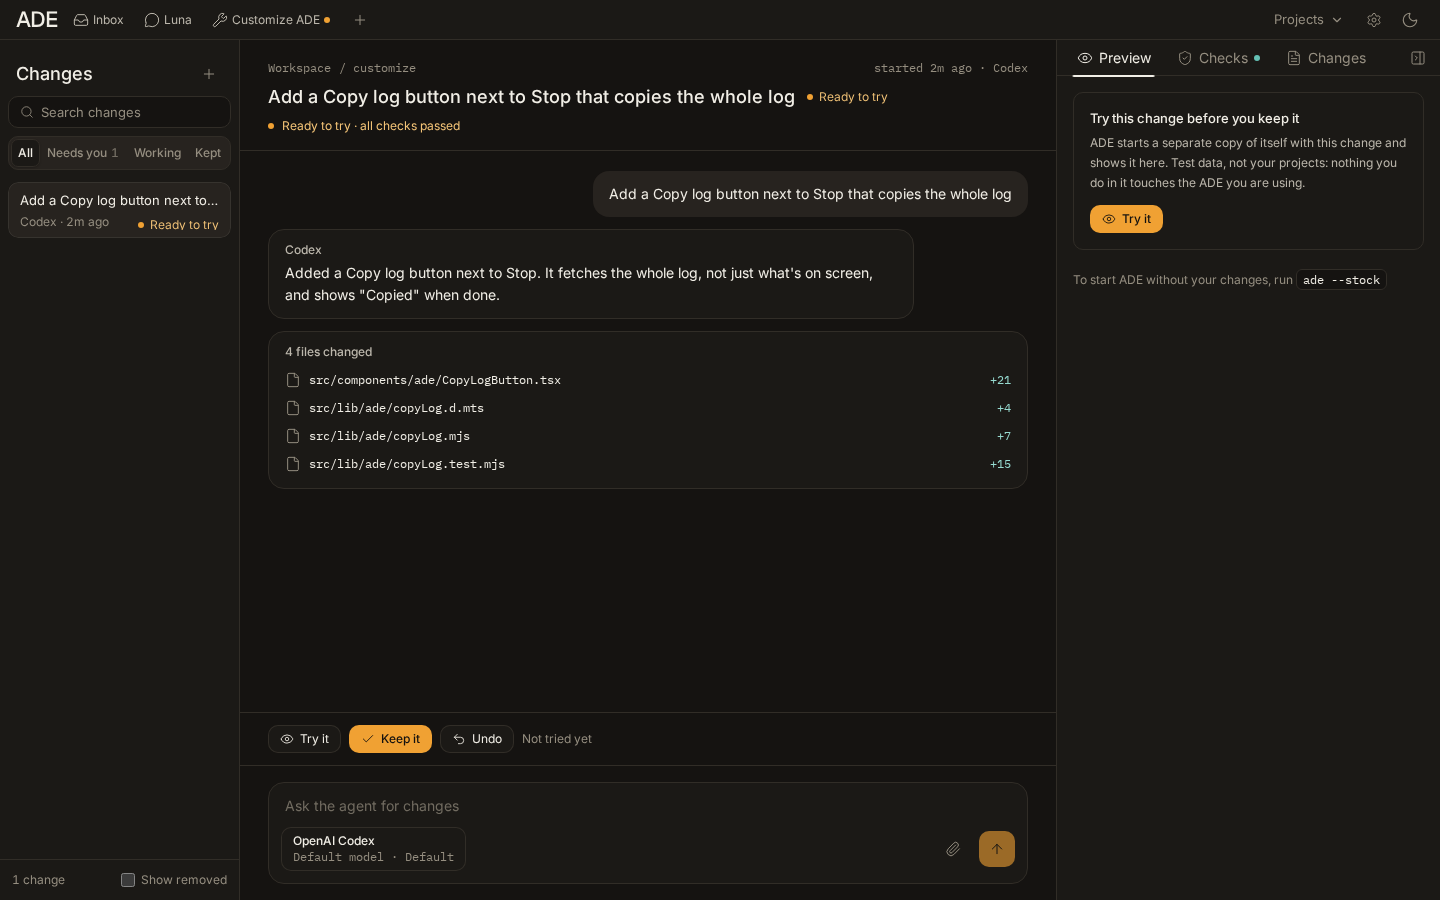 ADE Inbox Luna Customize ADE Projects
Changes
Search changes
All Needs you 1 Working Kept
Add a Copy log button next to...
Codex · 2m ago Ready to try
1 change Show removed
Workspace / customize started 2m ago · Codex
Add a Copy log button next to Stop that copies the whole log Ready to try
Ready to try · all checks passed
Add a Copy log button next to Stop that copies the whole log
Codex
Added a Copy log button next to Stop. It fetches the whole log, not just what's on screen,
and shows "Copied" when done.
4 files changed
src/components/ade/CopyLogButton.tsx +21
src/lib/ade/copyLog.d.mts +4
src/lib/ade/copyLog.mjs +7
src/lib/ade/copyLog.test.mjs +15
Try it Keep it Undo Not tried yet
Ask the agent for changes
OpenAI Codex
Default model · Default
Preview Checks Changes
Try this change before you keep it
ADE starts a separate copy of itself with this change and
shows it here. Test data, not your projects: nothing you
do in it touches the ADE you are using.
Try it
To start ADE without your changes, run ade --stock